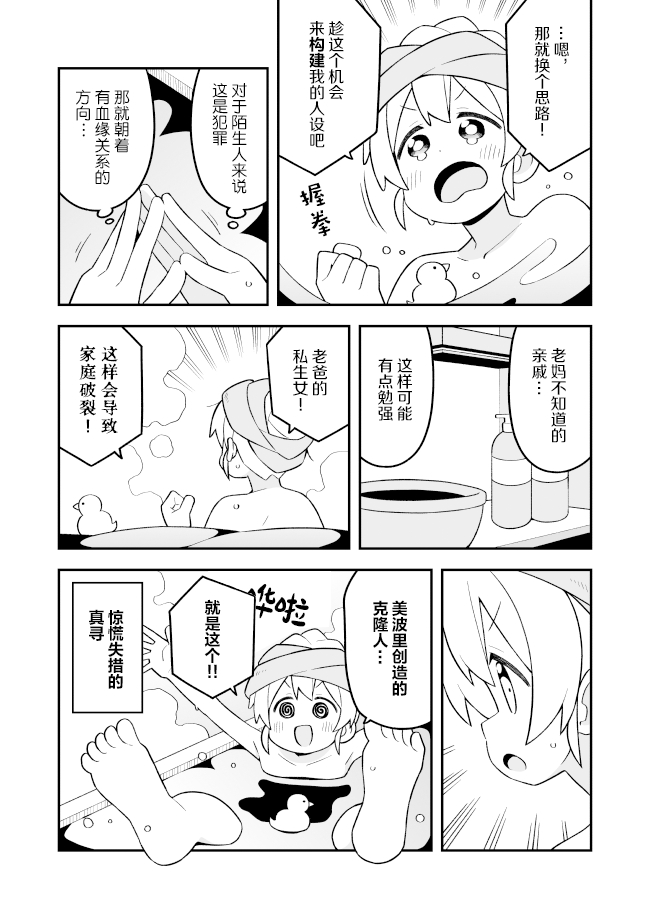 …嗯，
那就换个思路！
趁这个机会
来构建我的人设吧
握拳
对于陌生人来说
这是犯罪
那就朝着
有血缘关系的
方向…
老妈不知道的
亲戚…
这样可能
有点勉强
老爸的
私生女！
这样会导致
家庭破裂！
美波里创造的
克隆人…
哗啦
就是这个!!
惊慌失措的
真寻